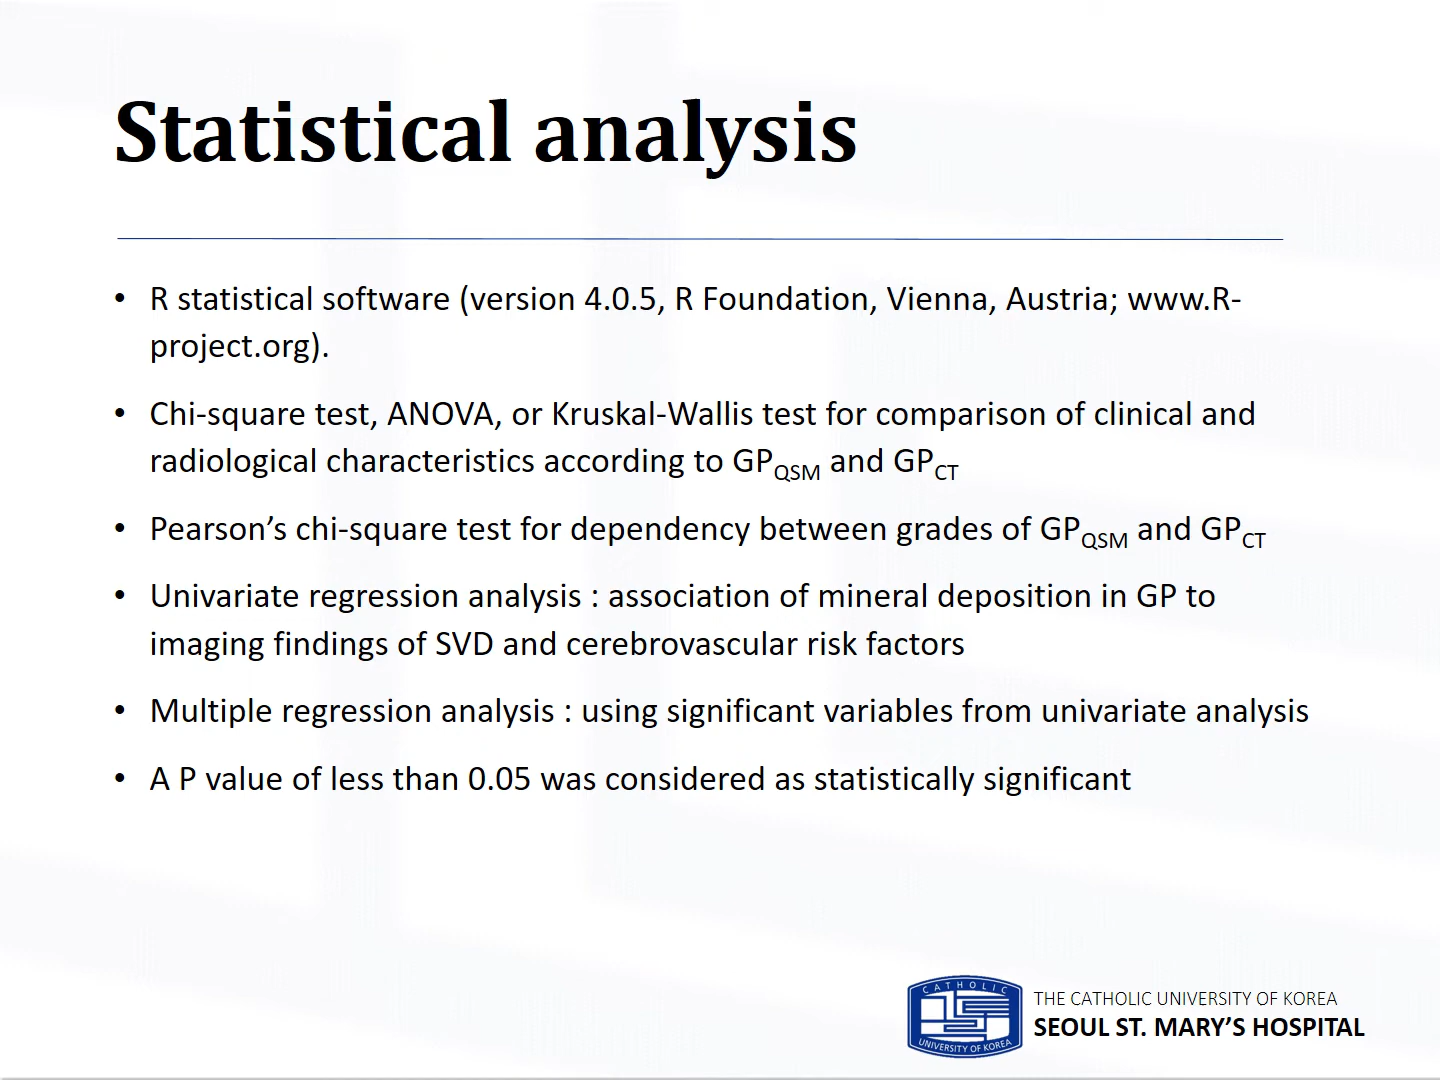 Statistical analysis
• R statistical software (version 4.0.5, R Foundation, Vienna, Austria; www.R-
project.org).
• Chi-square test, ANOVA, or Kruskal-Wallis test for comparison of clinical and
radiological characteristics according to GPQSM and GPCT
• Pearson’s chi-square test for dependency between grades of GPQSM and GPCT
• Univariate regression analysis : association of mineral deposition in GP to
imaging findings of SVD and cerebrovascular risk factors
• Multiple regression analysis : using significant variables from univariate analysis
• A P value of less than 0.05 was considered as statistically significant
CATHOLIC
UNIVERSITY OF KOREA
THE CATHOLIC UNIVERSITY OF KOREA
SEOUL ST. MARY’S HOSPITAL